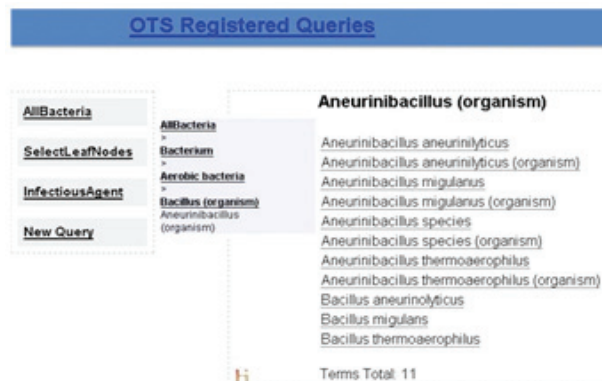 OTS Registered Queries
AllBacteria
SelectLeafNodes
InfectiousAgent
New Query
AllBacteria
>
Bacterium
>
Aerobic bacteria
>
Bacillus (organism)
Aneurinibacillus
(organism)
Aneurinibacillus (organism)
Aneurinibacillus aneurinilyticus
Aneurinibacillus aneurinilyticus (organism)
Aneurinibacillus migulanus
Aneurinibacillus migulanus (organism)
Aneurinibacillus species
Aneurinibacillus species (organism)
Aneurinibacillus thermoaerophilus
Aneurinibacillus thermoaerophilus (organism)
Bacillus aneurinolyticus
Bacillus migulans
Bacillus thermoaerophilus
Terms Total: 11